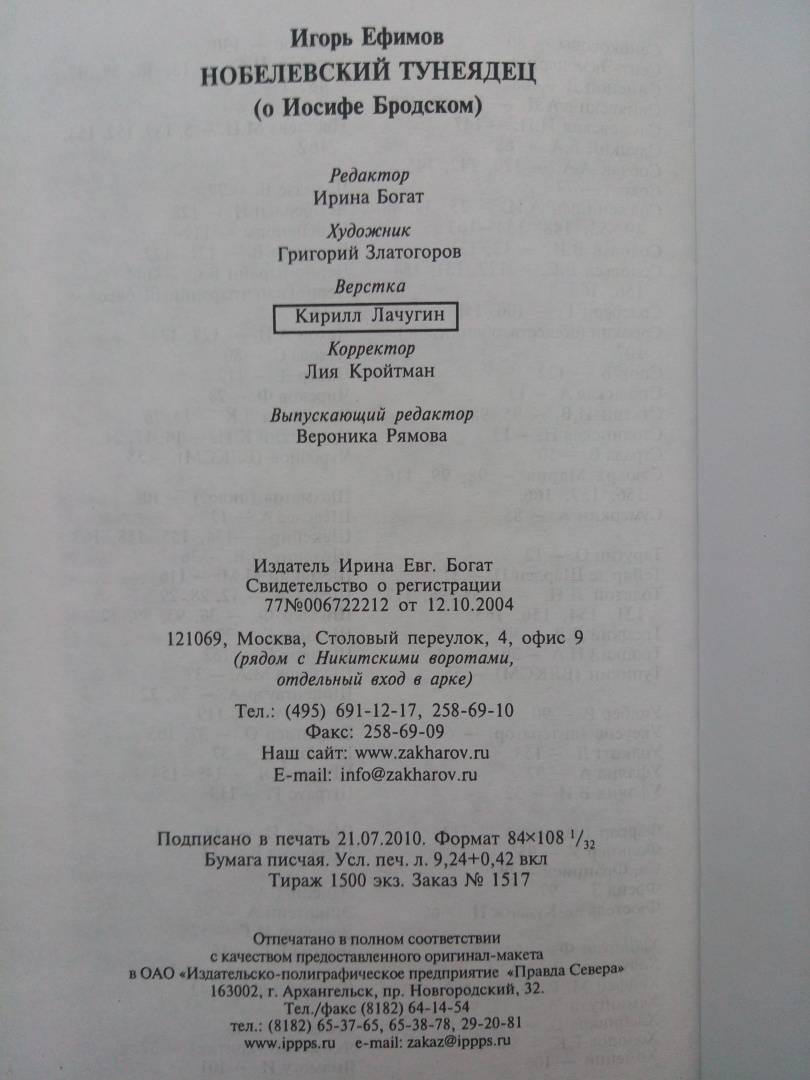 Игорь Ефимов
НОБЕЛЕВСКИЙ ТУНЕЯДЕЦ
(о Иосифе Бродском)
Редактор
Ирина Богат
Художник
Григорий Златогоров
Верстка
Кирилл Лачугин
Корректор
Лия Кройтман
Выпускающий редактор
Вероника Рямова
Издатель Ирина Евг. Богат
Свидетельство о регистрации
77№006722212 от 12.10.2004
121069, Москва, Столовый переулок, 4, офис 9
(рядом с Никитскими воротами,
отдельный вход в арке)
Тел.: (495) 691-12-17, 258-69-10
Факс: 258-69-09
Наш сайт: www.zakharov.ru
E-mail: info@zakharov.ru
Подписано в печать 21.07.2010. Формат 84×108 1/32
Бумага писчая. Усл. печ. л. 9,24+0,42 вкл
Тираж 1500 экз. Заказ № 1517
Отпечатано в полном соответствии
с качеством предоставленного оригинал-макета
в ОАО «Издательско-полиграфическое предприятие «Правда Севера»
163002, г. Архангельск, пр. Новгородский, 32.
Тел./факс (8182) 64-14-54
тел.: (8182) 65-37-65, 65-38-78, 29-20-81
www.ippps.ru e-mail: zakaz@ippps.ru